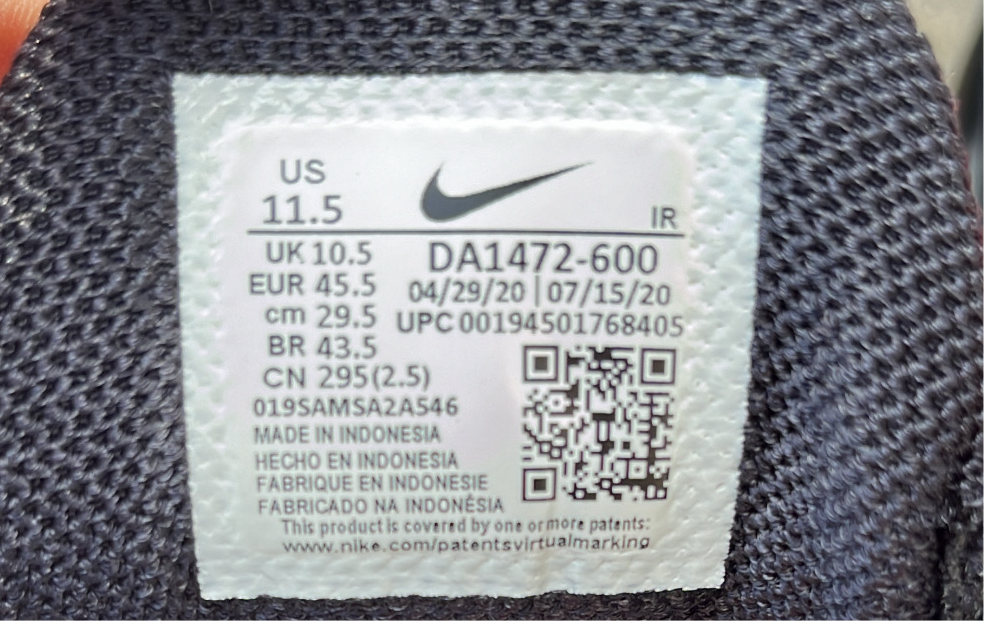 US
11.5
IR
UK 10.5
EUR 45.5
cm 29.5
BR 43.5
CN 295(2.5)
DA1472-600
04/29/20 | 07/15/20
UPC 00194501768405
019SAMSA2A546
MADE IN INDONESIA
HECHO EN INDONESIA
FABRIQUE EN INDONESIE
FABRICADO NA INDONÉSIA
This product is covered by one or more patents:
www.nike.com/patentsvirtualmarking